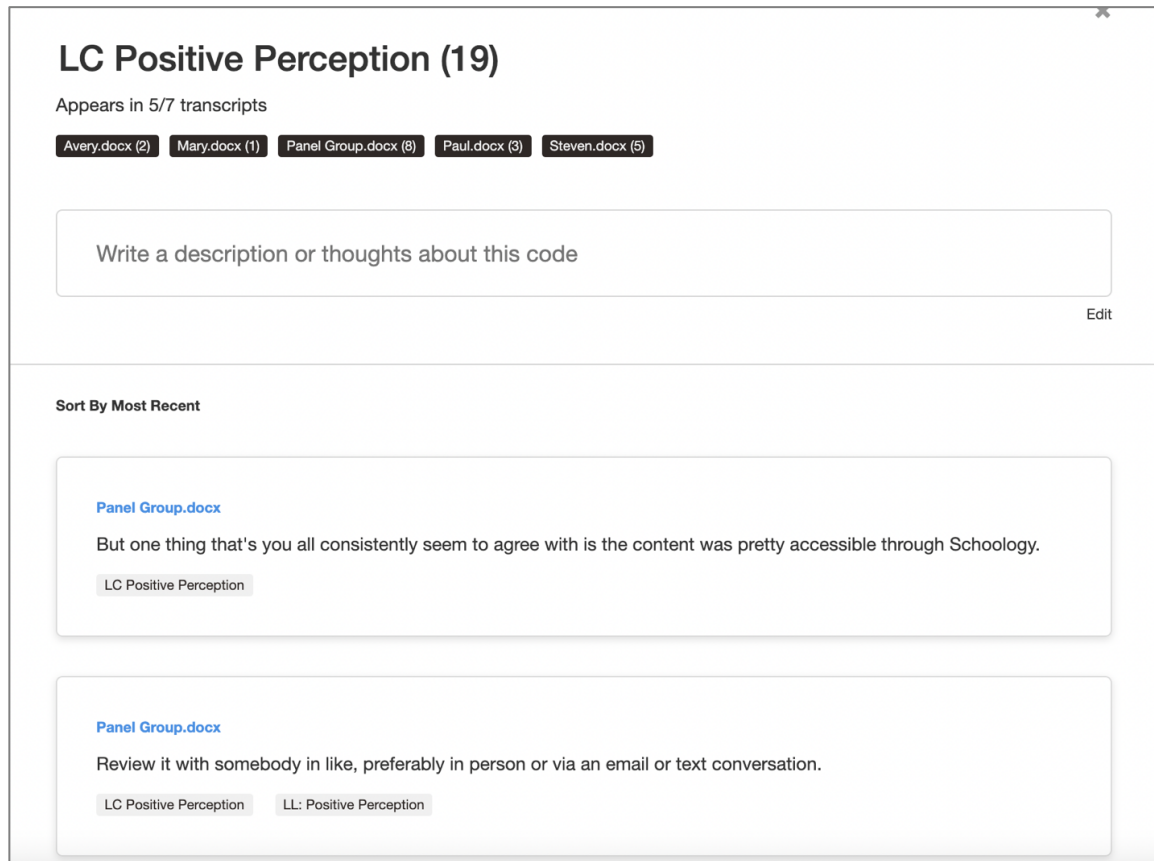 LC Positive Perception (19)
Appears in 5/7 transcripts
Avery.docx (2) Mary.docx (1) Panel Group.docx (8) Paul.docx (3) Steven.docx (5)
Write a description or thoughts about this code
Edit
Sort By Most Recent
Panel Group.docx
But one thing that's you all consistently seem to agree with is the content was pretty accessible through Schoology.
LC Positive Perception
Panel Group.docx
Review it with somebody in like, preferably in person or via an email or text conversation.
LC Positive Perception LL: Positive Perception